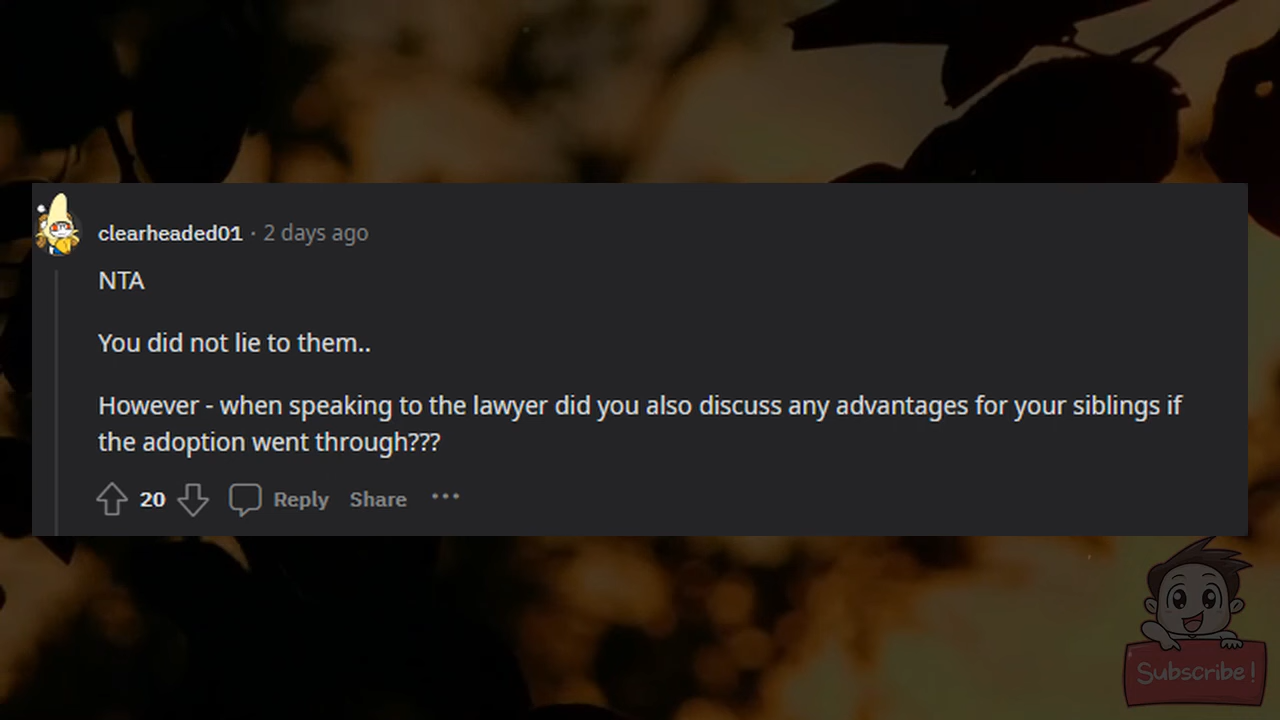 clearheaded01 · 2 days ago
NTA
You did not lie to them..
However - when speaking to the lawyer did you also discuss any advantages for your siblings if
the adoption went through???
20 Reply Share ...
Subscribe!